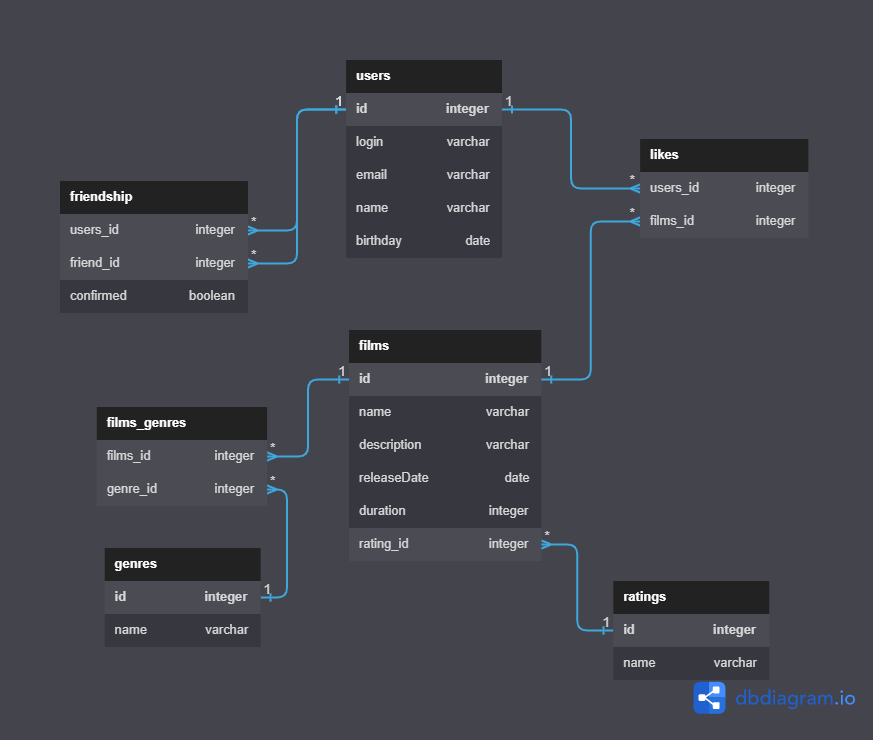 users
id integer
login varchar
email varchar
name varchar
birthday date
1
1
likes
users_id integer
films_id integer
*
*
friendship
users_id integer
friend_id integer
confirmed boolean
*
*
films
id integer
name varchar
description varchar
releaseDate date
duration integer
rating_id integer
1
1
*
films_genres
films_id integer
genre_id integer
*
*
genres
id integer
name varchar
1
ratings
id integer
name varchar
1
dbdiagram.io